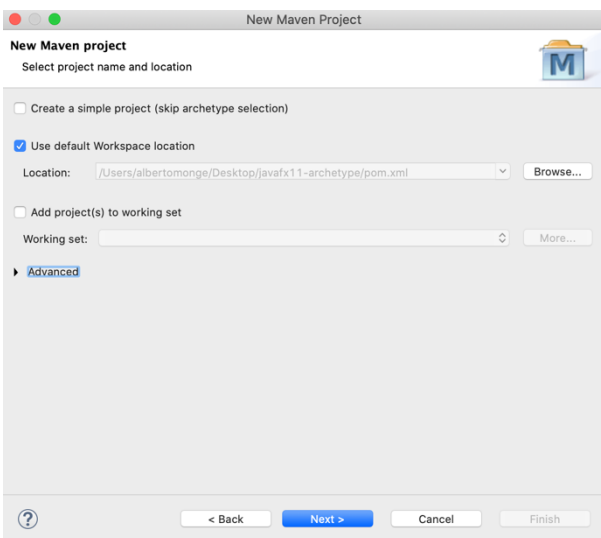 New Maven Project
New Maven project
Select project name and location
M
Create a simple project (skip archetype selection)
Use default Workspace location
Location: /Users/albertomonge/Desktop/javafx11-archetype/pom.xml Browse...
Add project(s) to working set
Working set: More...
Advanced
? < Back Next > Cancel Finish